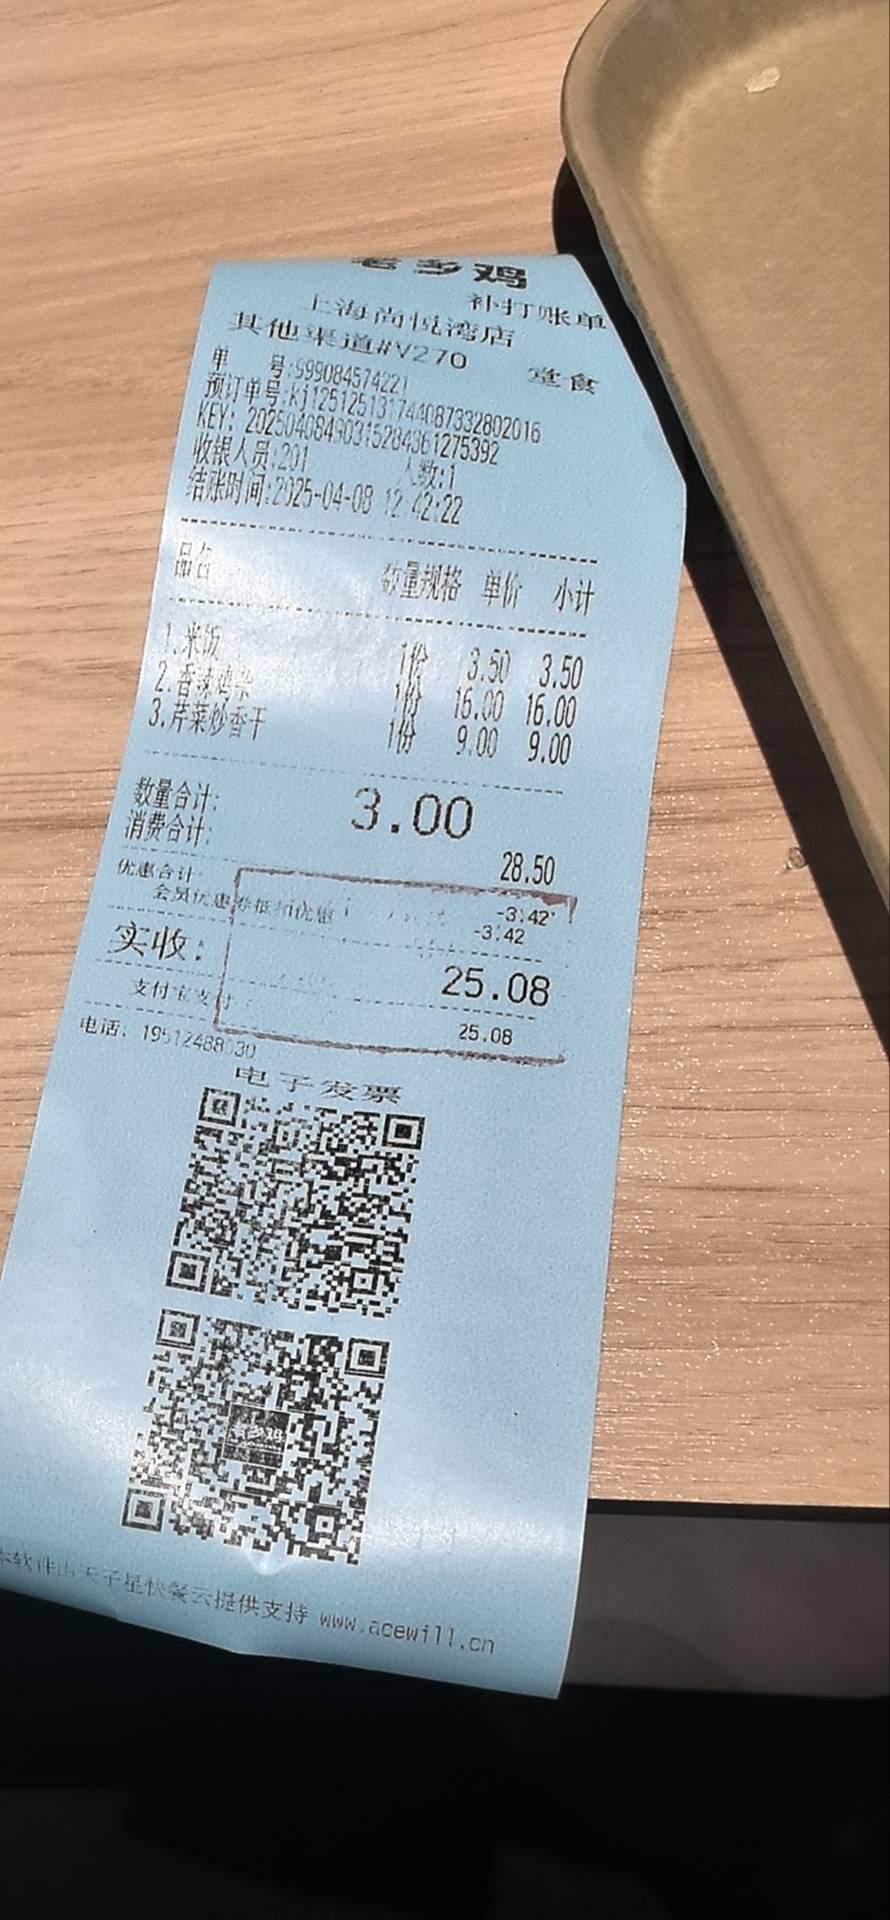 老乡鸡
补打账单
上海尚悦湾店
其他渠道#V270 堂食
单 号:999084574221
预订单号:kj125125131744087332802016
KEY: 20250408490315284361275392
收银人员:201 人数:1
结账时间:2025-04-08 12:42:22
品名 数量规格 单价 小计
1.米饭 1份 3.50 3.50
2.香辣鸡杂 1份 16.00 16.00
3.芹菜炒香干 1份 9.00 9.00
数量合计: 3.00
消费合计: 28.50
优惠合计 -3.42
会员优惠券抵扣优惠 -3.42
实收: 25.08
支付宝支付 25.08
电话: 19512488030
电子发票
老乡鸡
本软件由天子星快餐云提供支持 www.acewill.cn